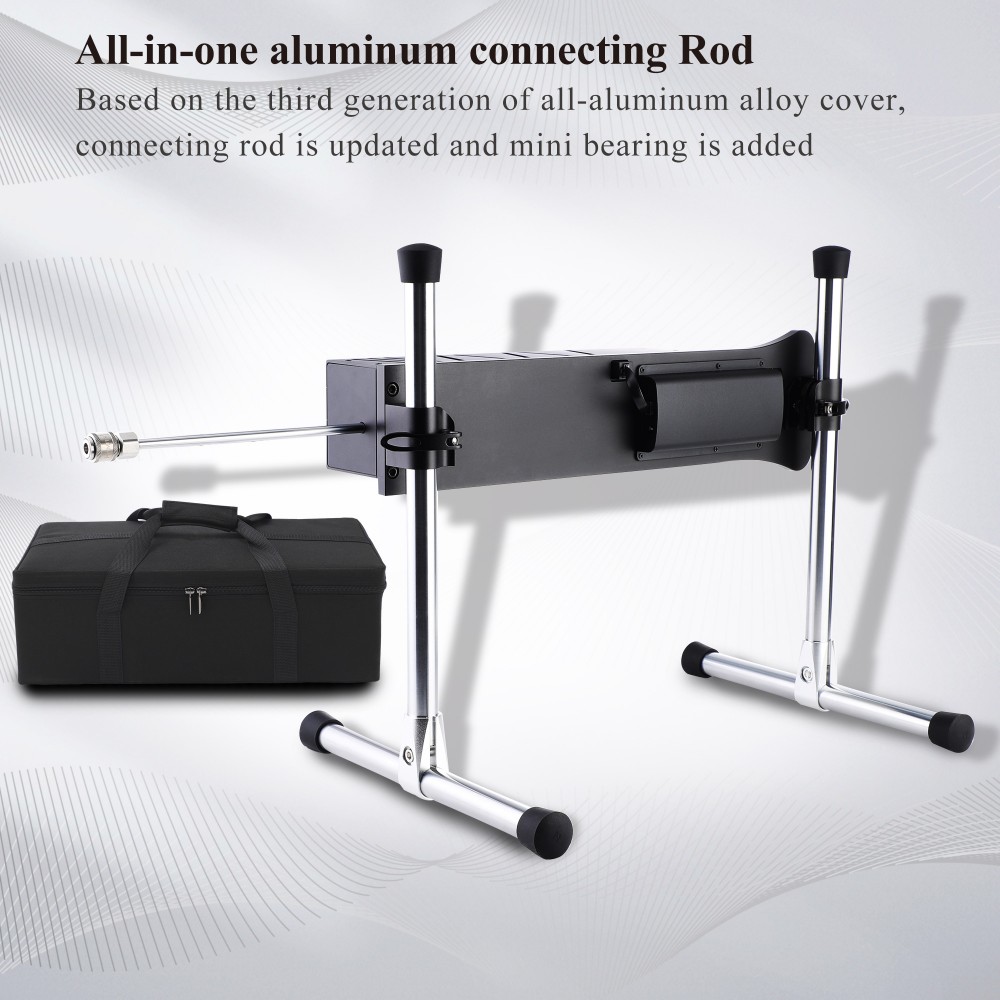 All-in-one aluminum connecting Rod
Based on the third generation of all-aluminum alloy cover,
connecting rod is updated and mini bearing is added